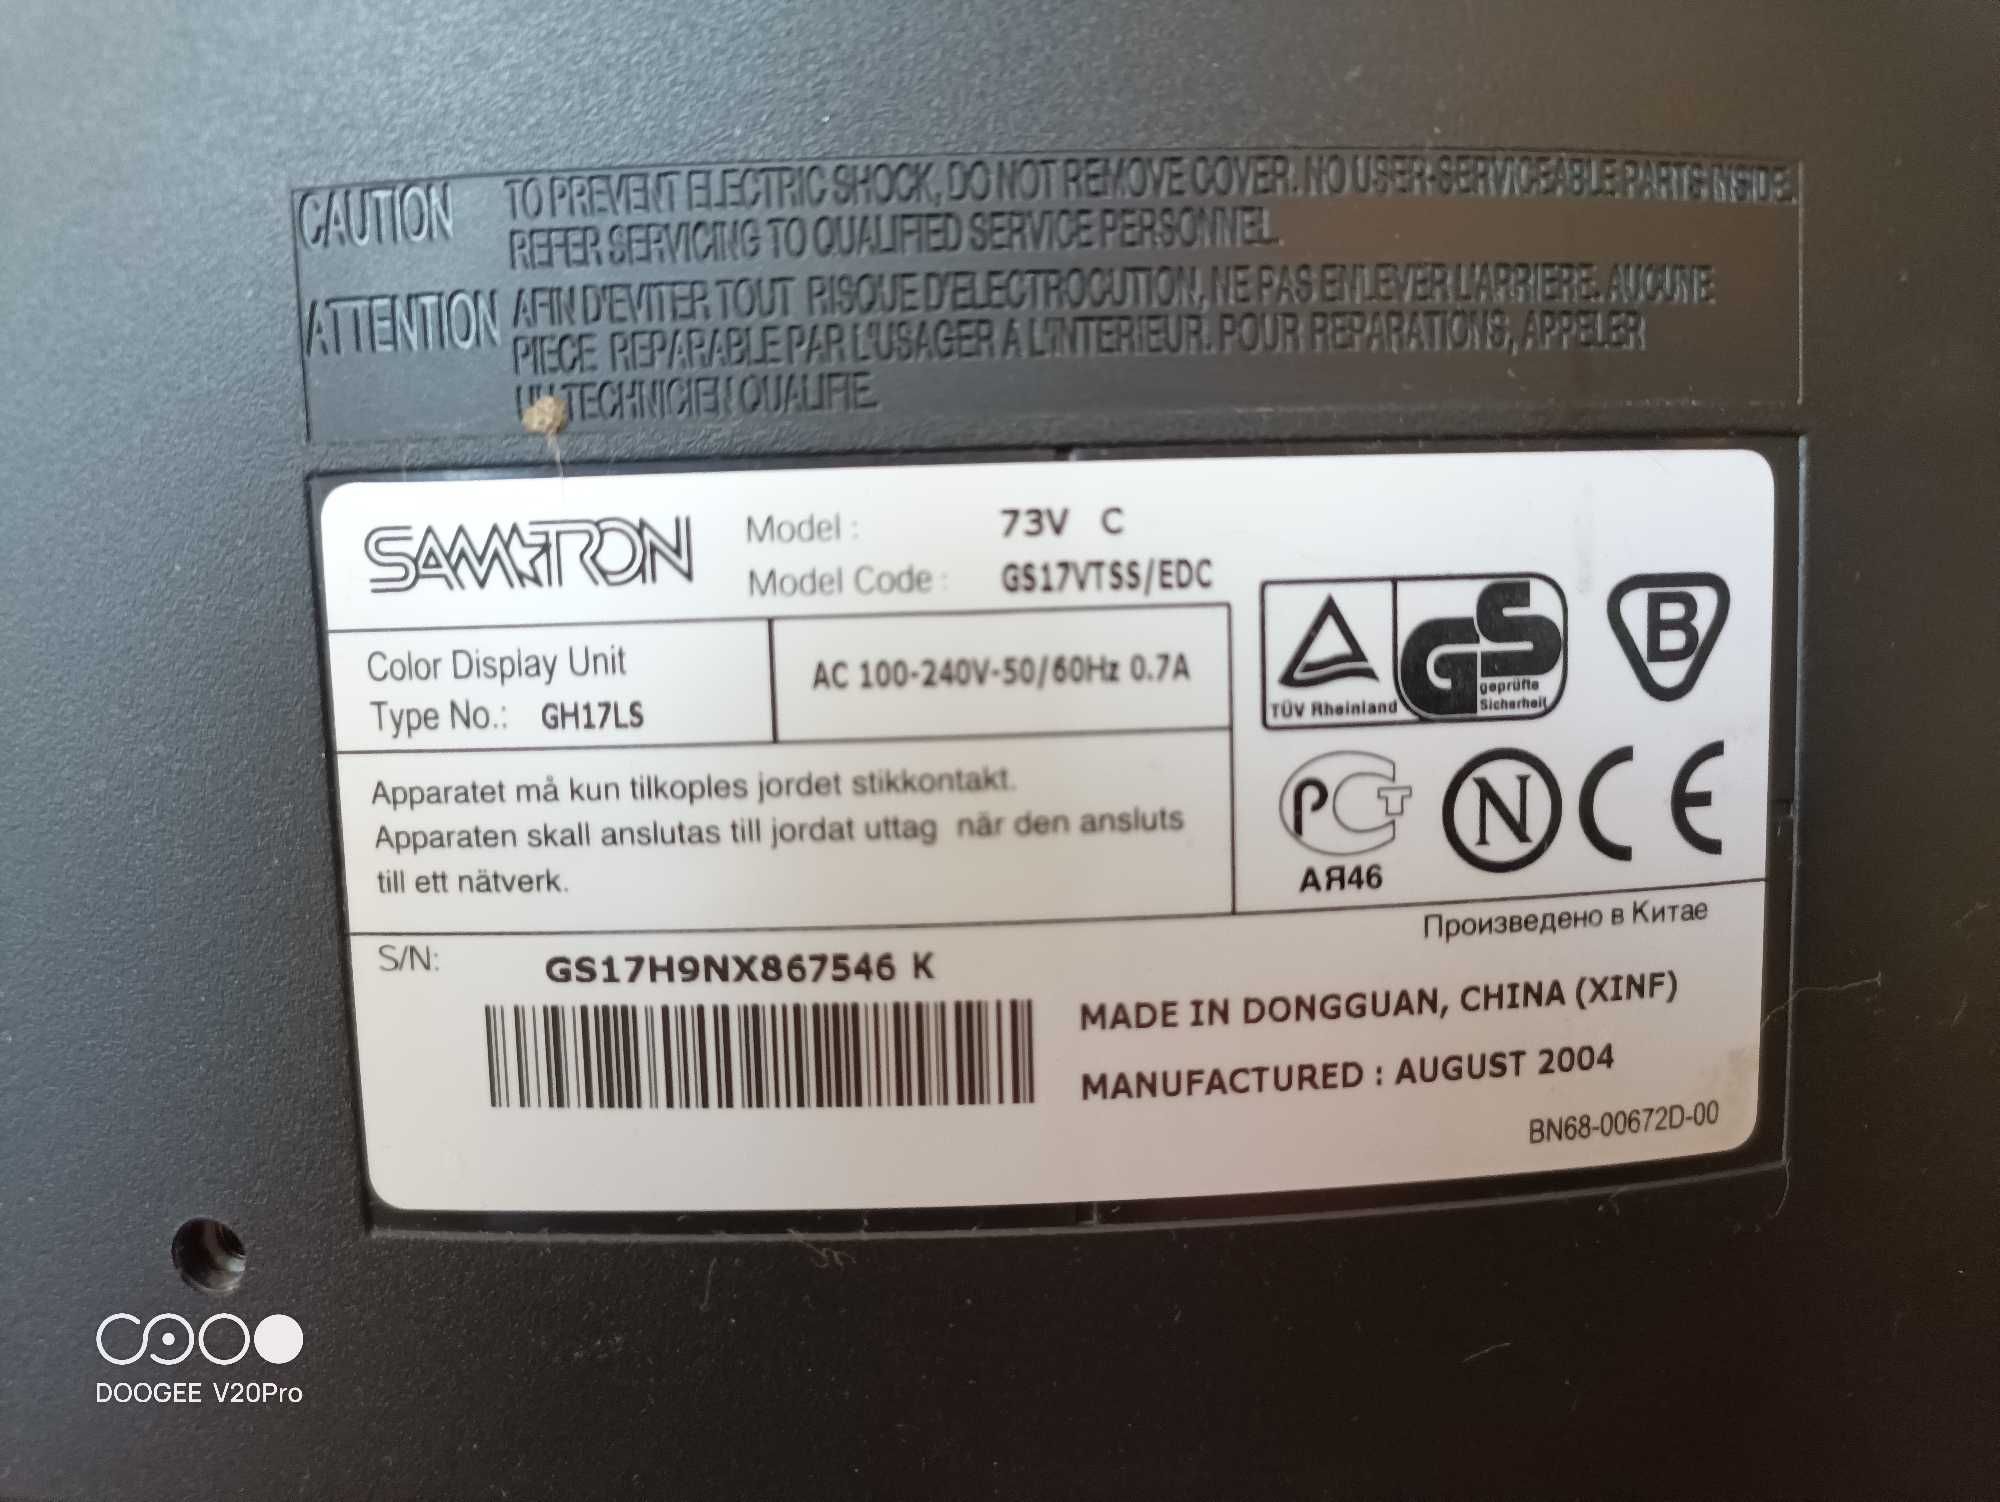 CAUTION TO PREVENT ELECTRIC SHOCK, DO NOT REMOVE COVER. NO USER-SERVICEABLE PARTS INSIDE.
REFER SERVICING TO QUALIFIED SERVICE PERSONNEL.
ATTENTION AFIN D'EVITER TOUT RISQUE D'ELECTROCUTION, NE PAS ENLEVER L'ARRIERE. AUCUNE
PIECE REPARABLE PAR L'USAGER A L'INTERIEUR. POUR REPARATIONS, APPELER
UN TECHNICIEN QUALIFIE.
SAMTRON
Model : 73V C
Model Code : GS17VTSS/EDC
Color Display Unit
Type No.: GH17LS
AC 100-240V-50/60Hz 0.7A
TÜV Rheinland
GS
geprüfte
Sicherheit
B
Apparatet må kun tilkoples jordet stikkontakt.
Apparaten skall anslutas till jordat uttag när den ansluts
till ett nätverk.
РСТ
АЯ46
N
CE
Произведено в Китае
S/N: GS17H9NX867546 K
MADE IN DONGGUAN, CHINA (XINF)
MANUFACTURED : AUGUST 2004
BN68-00672D-00
DOOGEE V20Pro